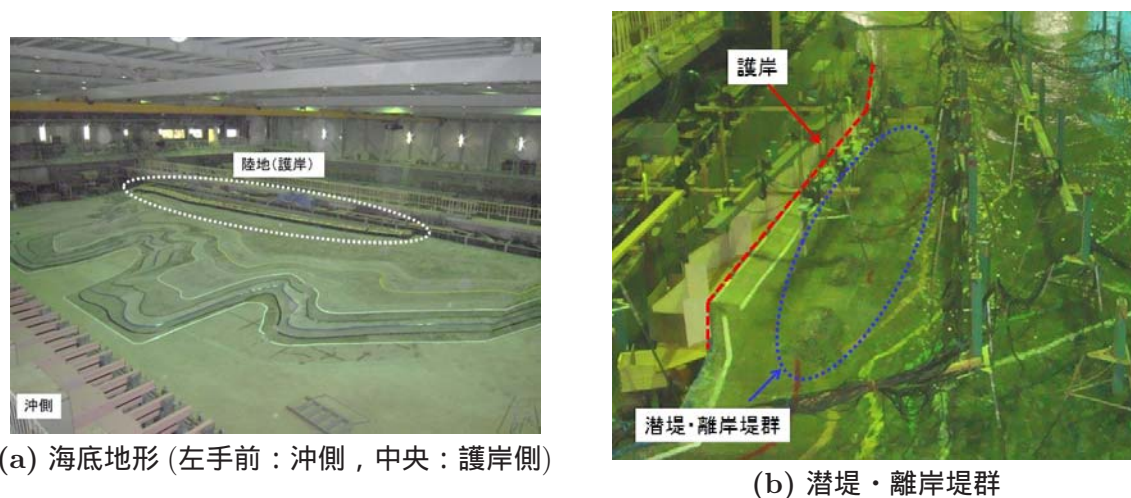 陸地(護岸)
沖側
(a) 海底地形 (左手前：沖側，中央：護岸側)
護岸
潜堤・離岸堤群
(b) 潜堤・離岸堤群